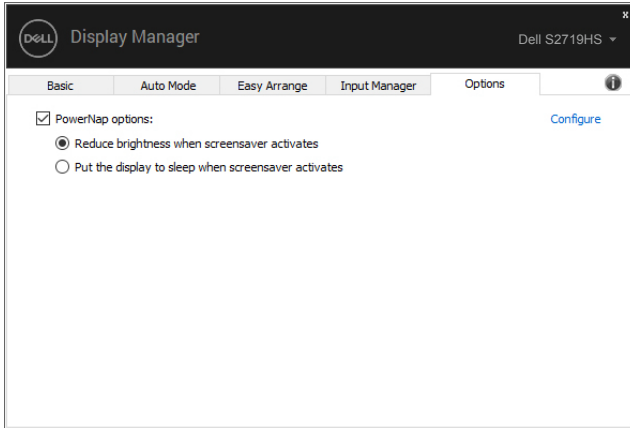 x
DELL Display Manager Dell S2719HS
Basic Auto Mode Easy Arrange Input Manager Options i
PowerNap options: Configure
Reduce brightness when screensaver activates
Put the display to sleep when screensaver activates